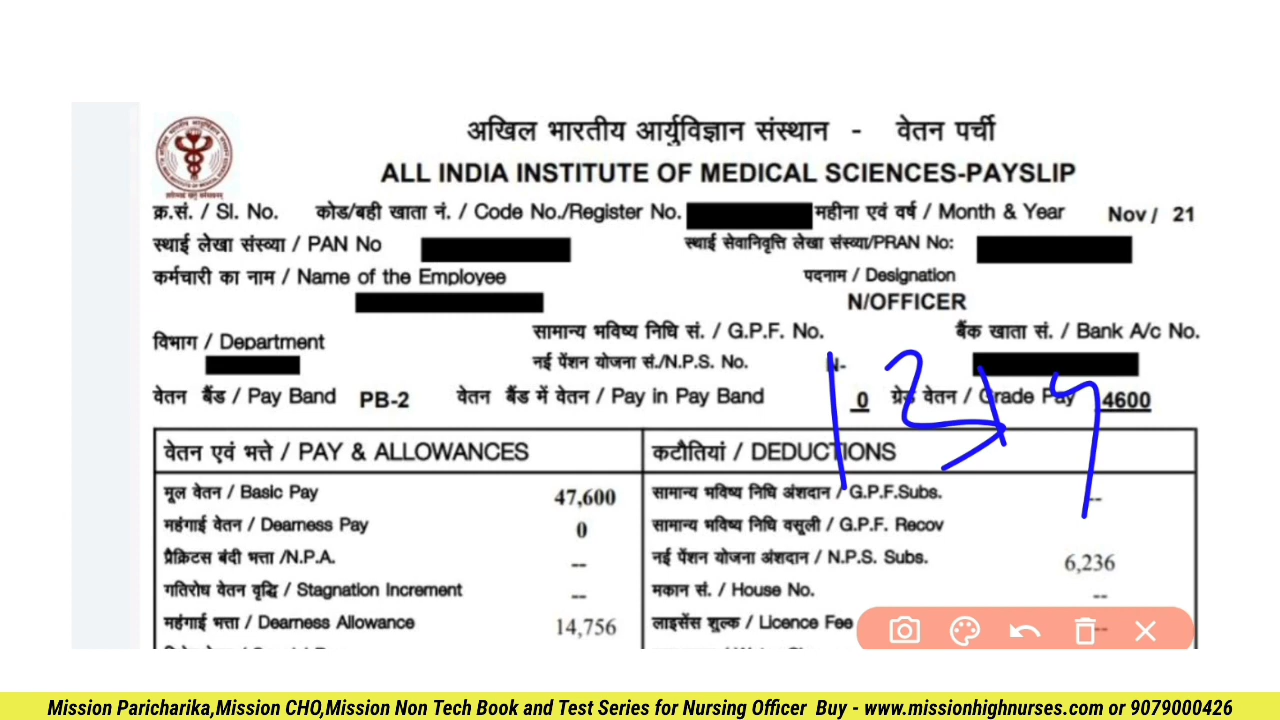 अखिल भारतीय आर्युविज्ञान संस्थान - वेतन पर्ची
ALL INDIA INSTITUTE OF MEDICAL SCIENCES-PAYSLIP
क्र.सं. / Sl. No. कोड/बही खाता नं. / Code No./Register No. महीना एवं वर्ष / Month & Year Nov / 21
स्थाई लेखा संख्या / PAN No स्थाई सेवानिवृत्ति लेखा संख्या/PRAN No:
कर्मचारी का नाम / Name of the Employee पदनाम / Designation
N/OFFICER
विभाग / Department सामान्य भविष्य निधि सं. / G.P.F. No. बैंक खाता सं. / Bank A/c No.
नई पेंशन योजना सं./N.P.S. No. N-
वेतन बैंड / Pay Band PB-2 वेतन बैंड में वेतन / Pay in Pay Band 0 ग्रेड वेतन / Grade Pay 4600
वेतन एवं भत्ते / PAY & ALLOWANCES कटौतियां / DEDUCTIONS
मूल वेतन / Basic Pay 47,600 सामान्य भविष्य निधि अंशदान / G.P.F.Subs. --
महंगाई वेतन / Dearness Pay 0 सामान्य भविष्य निधि वसूली / G.P.F. Recov
प्रैक्टिस बंदी भत्ता /N.P.A. -- नई पेंशन योजना अंशदान / N.P.S. Subs. 6,236
गतिरोध वेतन वृद्धि / Stagnation Increment -- मकान सं. / House No. --
महंगाई भत्ता / Dearness Allowance 14,756 लाइसेंस शुल्क / Licence Fee --
Mission Paricharika,Mission CHO,Mission Non Tech Book and Test Series for Nursing Officer Buy - www.missionhighnurses.com or 9079000426